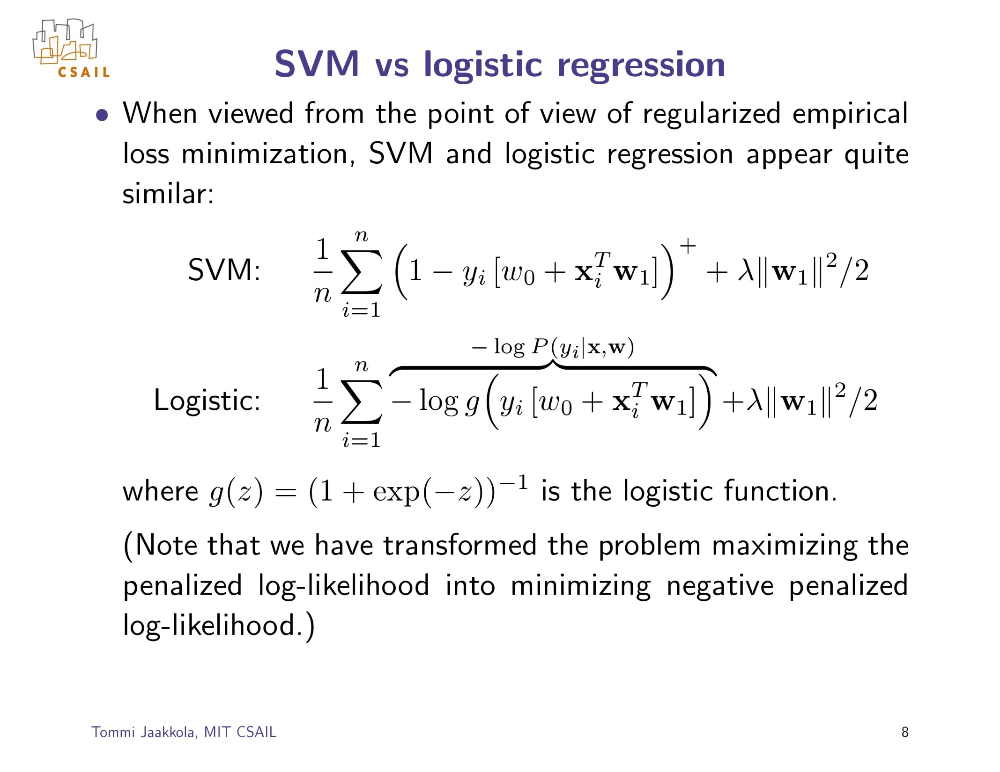 CSAIL
SVM vs logistic regression
• When viewed from the point of view of regularized empirical
loss minimization, SVM and logistic regression appear quite
similar:
SVM: $\frac{1}{n} \sum_{i=1}^{n} \left(1 - y_i [w_0 + \mathbf{x}_i^T \mathbf{w}_1]\right)^+ + \lambda \|\mathbf{w}_1\|^2/2$
Logistic: $\frac{1}{n} \sum_{i=1}^{n} \overbrace{-\log g\left(y_i [w_0 + \mathbf{x}_i^T \mathbf{w}_1]\right)}^{-\log P(y_i|\mathbf{x},\mathbf{w})} + \lambda \|\mathbf{w}_1\|^2/2$
where $g(z) = (1 + \exp(-z))^{-1}$ is the logistic function.
(Note that we have transformed the problem maximizing the
penalized log-likelihood into minimizing negative penalized
log-likelihood.)
Tommi Jaakkola, MIT CSAIL 8